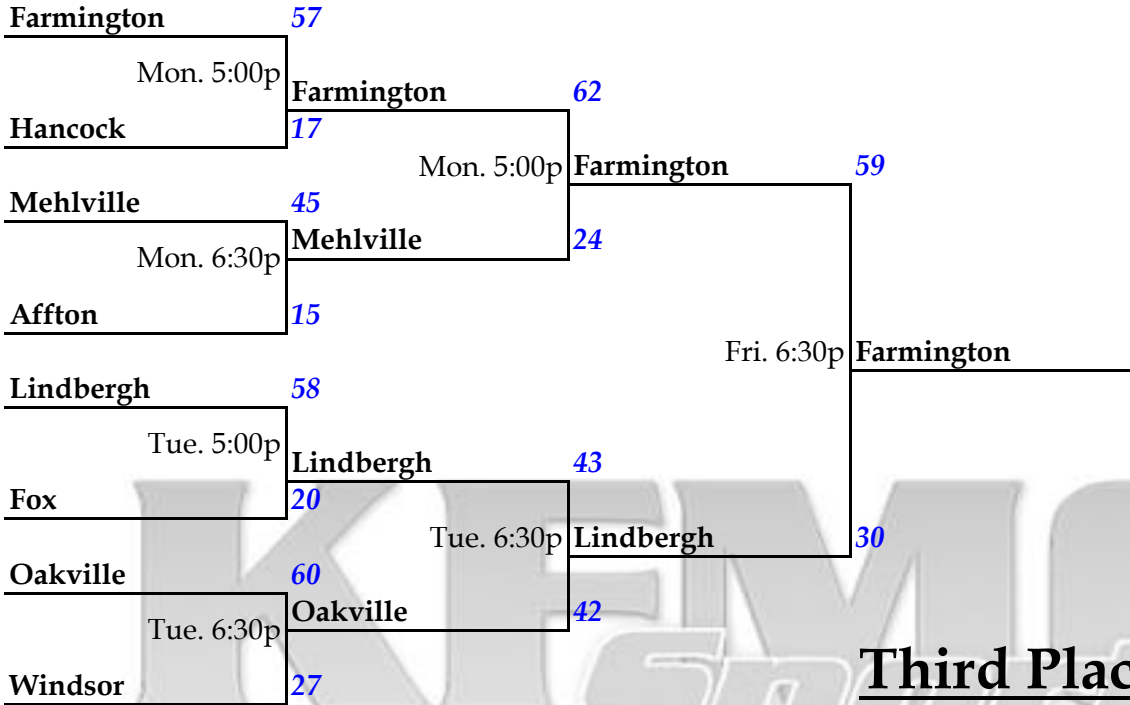 Farmington 57
Mon. 5:00p
Farmington 62
Hancock 17
Mon. 5:00p Farmington 59
Mehlville 45
Mehlville 24
Mon. 6:30p
Affton 15
Fri. 6:30p Farmington
Lindbergh 58
Tue. 5:00p
Lindbergh 43
Fox 20
Tue. 6:30p Lindbergh 30
Oakville 60
Oakville 42
Tue. 6:30p
Third Plac
Windsor 27